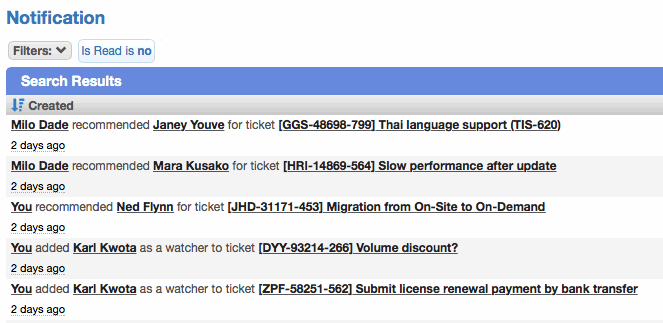 Notification
Filters: Is Read is no
Search Results
Created
Milo Dade recommended Janey Youve for ticket [GGS-48698-799] Thai language support (TIS-620)
2 days ago
Milo Dade recommended Mara Kusako for ticket [HRI-14869-564] Slow performance after update
2 days ago
You recommended Ned Flynn for ticket [JHD-31171-453] Migration from On-Site to On-Demand
2 days ago
You added Karl Kwota as a watcher to ticket [DYY-93214-266] Volume discount?
2 days ago
You added Karl Kwota as a watcher to ticket [ZPF-58251-562] Submit license renewal payment by bank transfer
2 days ago